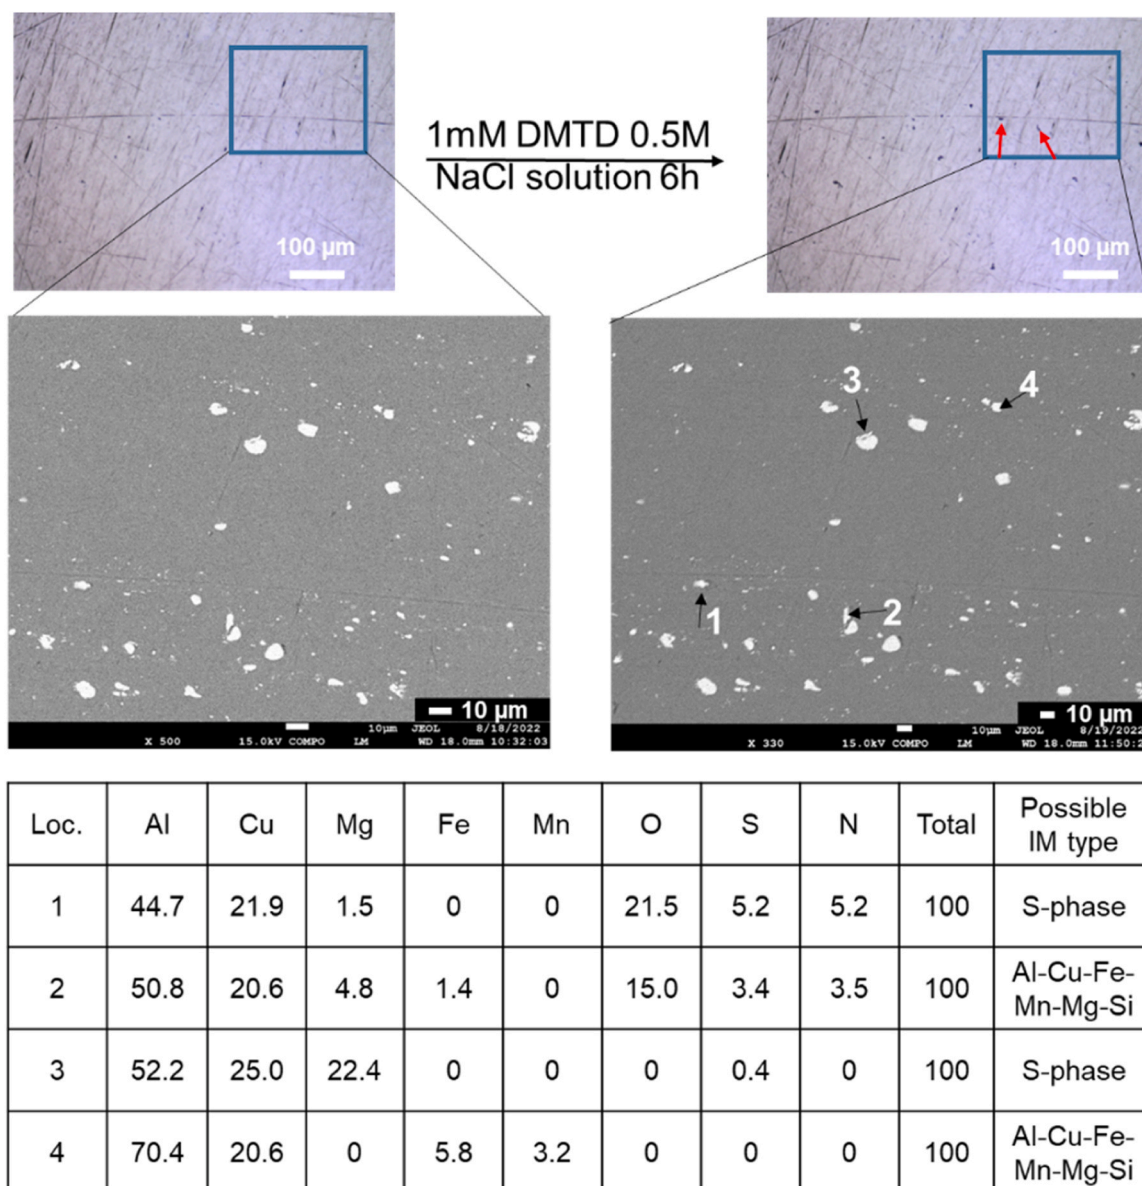 1mM DMTD 0.5M
NaCl solution 6h
100 µm
100 µm
3
4
1
2
10 µm
10µm JEOL 8/18/2022
X 500 15.0kV COMPO LM WD 18.0mm 10:32:03
10 µm
10µm JEOL 8/19/2022
X 330 15.0kV COMPO LM WD 18.0mm 11:50:2
Loc. Al Cu Mg Fe Mn O S N Total Possible IM type
1 44.7 21.9 1.5 0 0 21.5 5.2 5.2 100 S-phase
2 50.8 20.6 4.8 1.4 0 15.0 3.4 3.5 100 Al-Cu-Fe-Mn-Mg-Si
3 52.2 25.0 22.4 0 0 0 0.4 0 100 S-phase
4 70.4 20.6 0 5.8 3.2 0 0 0 100 Al-Cu-Fe-Mn-Mg-Si